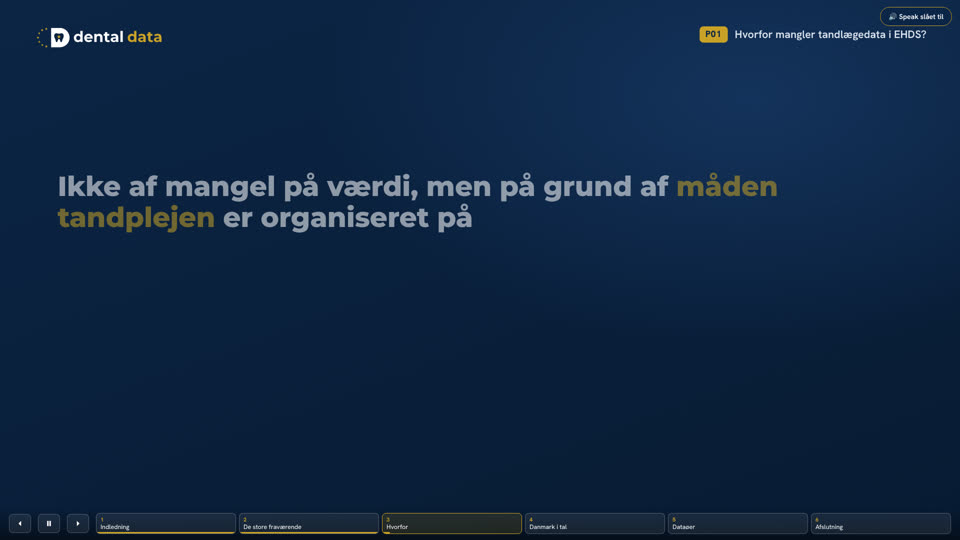 Speak slået til
dental data
P01 Hvorfor mangler tandlægedata i EHDS?
Ikke af mangel på værdi, men på grund af måden
tandplejen er organiseret på
1
Indledning
2
De store fraværende
3
Hvorfor
4
Danmark i tal
5
Dataøer
6
Afslutning